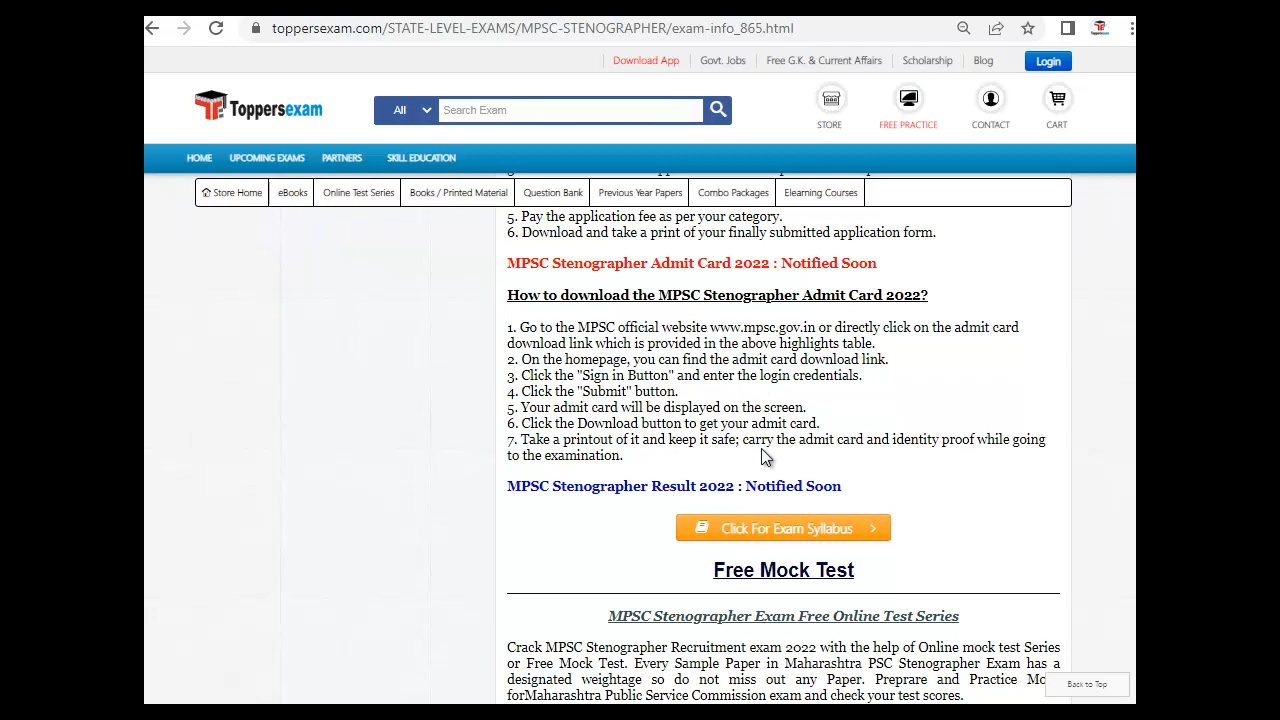 toppersexam.com/STATE-LEVEL-EXAMS/MPSC-STENOGRAPHER/exam-info_865.html
Download App Govt. Jobs Free G.K. & Current Affairs Scholarship Blog Login
Toppersexam All Search Exam
STORE FREE PRACTICE CONTACT CART
HOME UPCOMING EXAMS PARTNERS SKILL EDUCATION
Store Home eBooks Online Test Series Books / Printed Material Question Bank Previous Year Papers Combo Packages Elearning Courses
5. Pay the application fee as per your category.
6. Download and take a print of your finally submitted application form.
MPSC Stenographer Admit Card 2022 : Notified Soon
How to download the MPSC Stenographer Admit Card 2022?
1. Go to the MPSC official website www.mpsc.gov.in or directly click on the admit card
download link which is provided in the above highlights table.
2. On the homepage, you can find the admit card download link.
3. Click the "Sign in Button" and enter the login credentials.
4. Click the "Submit" button.
5. Your admit card will be displayed on the screen.
6. Click the Download button to get your admit card.
7. Take a printout of it and keep it safe; carry the admit card and identity proof while going
to the examination.
MPSC Stenographer Result 2022 : Notified Soon
Click For Exam Syllabus
Free Mock Test
MPSC Stenographer Exam Free Online Test Series
Crack MPSC Stenographer Recruitment exam 2022 with the help of Online mock test Series
or Free Mock Test. Every Sample Paper in Maharashtra PSC Stenographer Exam has a
designated weightage so do not miss out any Paper. Preprare and Practice Mo
forMaharashtra Public Service Commission exam and check your test scores.
Back to Top